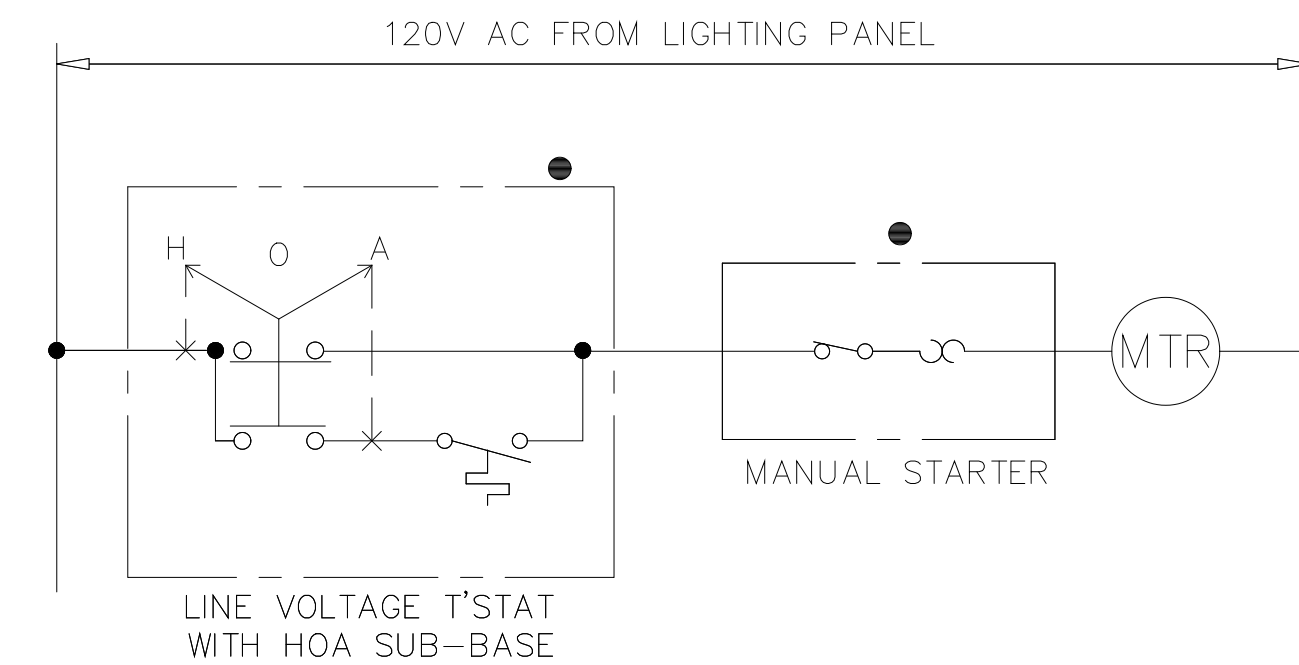 120V AC FROM LIGHTING PANEL
H O A
MTR
MANUAL STARTER
LINE VOLTAGE T'STAT
WITH HOA SUB-BASE